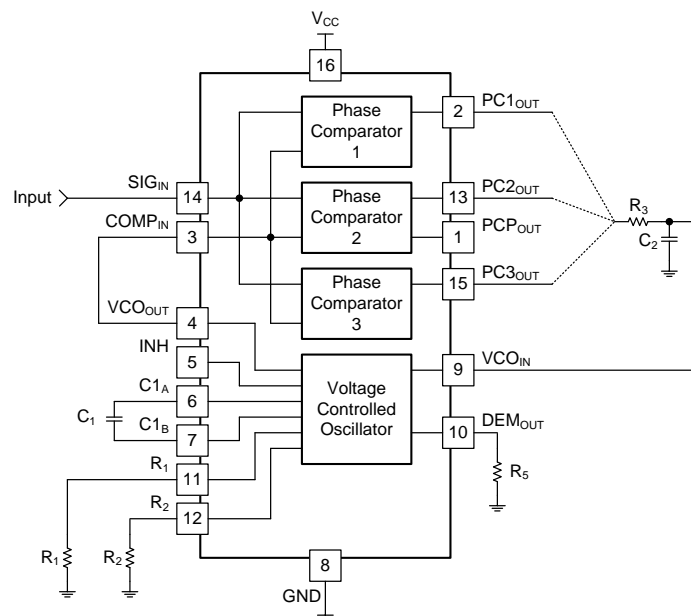 VCC
16
Phase Comparator 1
2
PC1OUT
Input
SIGIN
14
Phase Comparator 2
13
PC2OUT
COMPIN
3
1
PCPOUT
R3
C2
Phase Comparator 3
15
PC3OUT
VCOOUT
4
INH
5
Voltage Controlled Oscillator
9
VCOIN
C1
C1A
6
C1B
7
10
DEMOUT
R5
R1
11
R2
12
R1
R2
8
GND